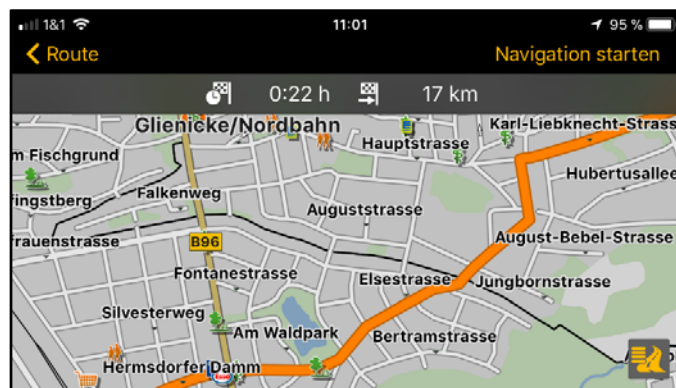 1&1 11:01 95 %
Route Navigation starten
0:22 h 17 km
Glienicke/Nordbahn
Karl-Liebknecht-Strass
Hauptstrasse
m Fischgrund
Hubertusallee
Falkenweg
ingstberg
Auguststrasse
rauenstrasse
B96
August-Bebel-Strasse
Fontanestrasse
Elsestrasse
Jungbornstrasse
Silvesterweg
Am Waldpark
Bertramstrasse
Hermsdorfer Damm
Esso